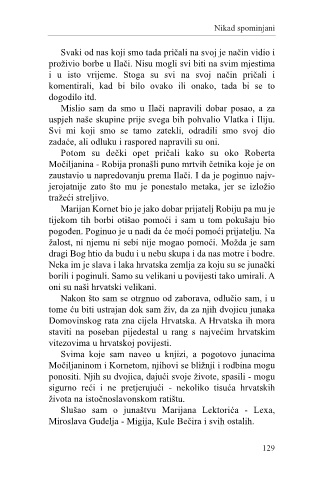 Nikad spominjani
Svaki od nas koji smo tada pričali na svoj je način vidio i
proživio borbe u Ilači. Nisu mogli svi biti na svim mjestima
i u isto vrijeme. Stoga su svi na svoj način pričali i
komentirali, kad bi bilo ovako ili onako, tada bi se to
dogodilo itd.
Mislio sam da smo u Ilači napravili dobar posao, a za
uspjeh naše skupine prije svega bih pohvalio Vlatka i Iliju.
Svi mi koji smo se tamo zatekli, odradili smo svoj dio
zadaće, ali odluku i raspored napravili su oni.
Potom su dečki opet pričali kako su oko Roberta
Močiljanina - Robija pronašli puno mrtvih četnika koje je on
zaustavio u napredovanju prema Ilači. I da je poginuo najv-
jerojatnije zato što mu je ponestalo metaka, jer se izložio
tražeći streljivo.
Marijan Kornet bio je jako dobar prijatelj Robiju pa mu je
tijekom tih borbi otišao pomoći i sam u tom pokušaju bio
pogođen. Poginuo je u nadi da će moći pomoći prijatelju. Na
žalost, ni njemu ni sebi nije mogao pomoći. Možda je sam
dragi Bog htio da budu i u nebu skupa i da nas motre i bodre.
Neka im je slava i laka hrvatska zemlja za koju su se junački
borili i poginuli. Samo su velikani u povijesti tako umirali. A
oni su naši hrvatski velikani.
Nakon što sam se otrgnuo od zaborava, odlučio sam, i u
tome ću biti ustrajan dok sam živ, da za njih dvojicu junaka
Domovinskog rata zna cijela Hrvatska. A Hrvatska ih mora
staviti na poseban pijedestal u rang s najvećim hrvatskim
vitezovima u hrvatskoj povijesti.
Svima koje sam naveo u knjizi, a pogotovo junacima
Močiljaninom i Kornetom, njihovi se bližnji i rodbina mogu
ponositi. Njih su dvojica, dajući svoje živote, spasili - mogu
sigurno reći i ne pretjerujući - nekoliko tisuća hrvatskih
života na istočnoslavonskom ratištu.
Slušao sam o junaštvu Marijana Lektorića - Lexa,
Miroslava Gudelja - Migija, Kule Bečira i svih ostalih.
129